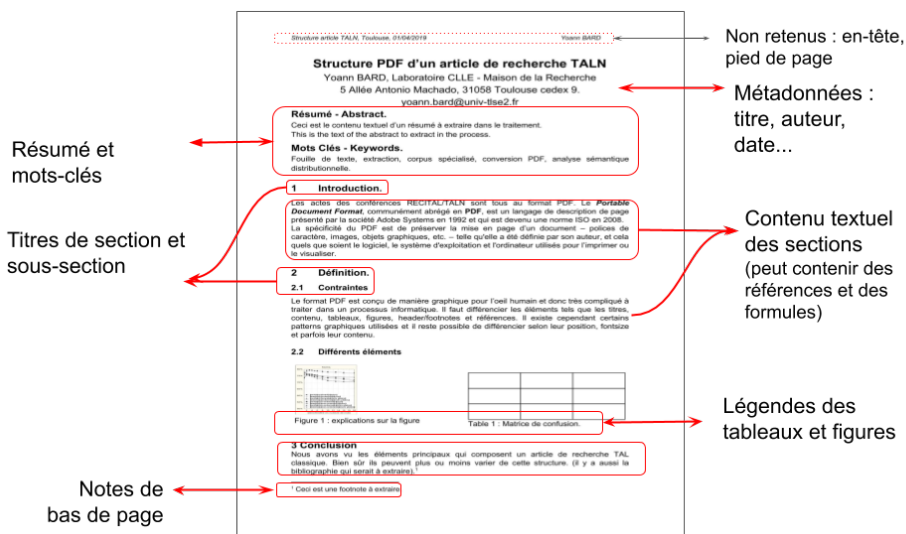 Structure article TALN, Toulouse, 01/04/2019 Yoann BARD
Non retenus : en-tête,
pied de page
Structure PDF d'un article de recherche TALN
Yoann BARD, Laboratoire CLLE - Maison de la Recherche
5 Allée Antonio Machado, 31058 Toulouse cedex 9.
yoann.bard@univ-tlse2.fr
Métadonnées :
titre, auteur,
date...
Résumé - Abstract.
Ceci est le contenu textuel d'un résumé à extraire dans le traitement.
This is the text of the abstract to extract in the process.
Mots Clés - Keywords.
Fouille de texte, extraction, corpus spécialisé, conversion PDF, analyse sémantique
distributionnelle.
Résumé et
mots-clés
1 Introduction.
Les actes des conférences RECITAL/TALN sont tous au format PDF. Le Portable
Document Format, communément abrégé en PDF, est un langage de description de page
présenté par la société Adobe Systems en 1992 et qui est devenu une norme ISO en 2008.
La spécificité du PDF est de préserver la mise en page d'un document – polices de
caractère, images, objets graphiques, etc. – telle qu'elle a été définie par son auteur, et cela
quels que soient le logiciel, le système d'exploitation et l'ordinateur utilisés pour l'imprimer ou
le visualiser.
Titres de section et
sous-section
Contenu textuel
des sections
(peut contenir des
références et des
formules)
2 Définition.
2.1 Contraintes
Le format PDF est conçu de manière graphique pour l'oeil humain et donc très compliqué à
traiter dans un processus informatique. Il faut différencier les éléments tels que les titres,
contenu, tableaux, figures, header/footnotes et références. Il existe cependant certains
patterns graphiques utilisées et il reste possible de différencier selon leur position, fontsize
et parfois leur contenu.
2.2 Différents éléments
Figure 1 : explications sur la figure
Table 1 : Matrice de confusion.
Légendes des
tableaux et figures
3 Conclusion
Nous avons vu les éléments principaux qui composent un article de recherche TAL
classique. Bien sûr ils peuvent plus ou moins varier de cette structure. (il y a aussi la
bibliographie qui serait à extraire).¹
¹ Ceci est une footnote à extraire
Notes de
bas de page